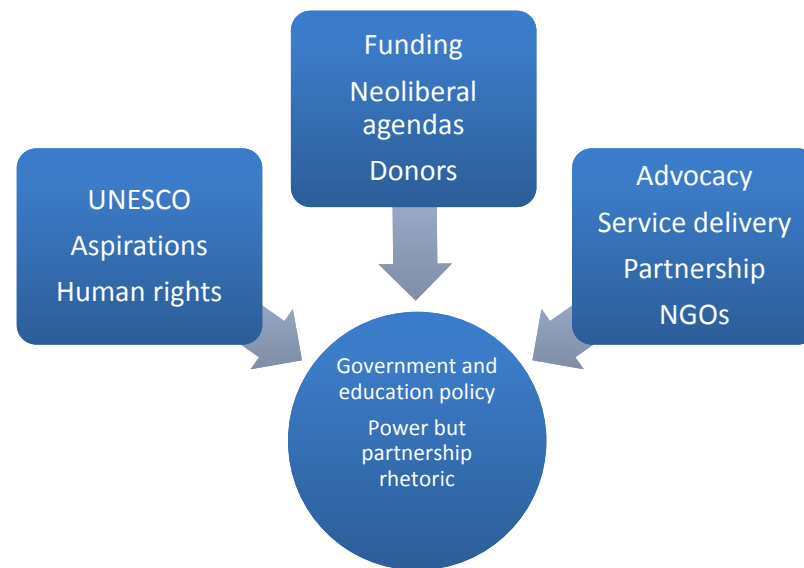 Funding
Neoliberal
agendas
Donors
UNESCO
Aspirations
Human rights
Advocacy
Service delivery
Partnership
NGOs
Government and
education policy
Power but
partnership
rhetoric